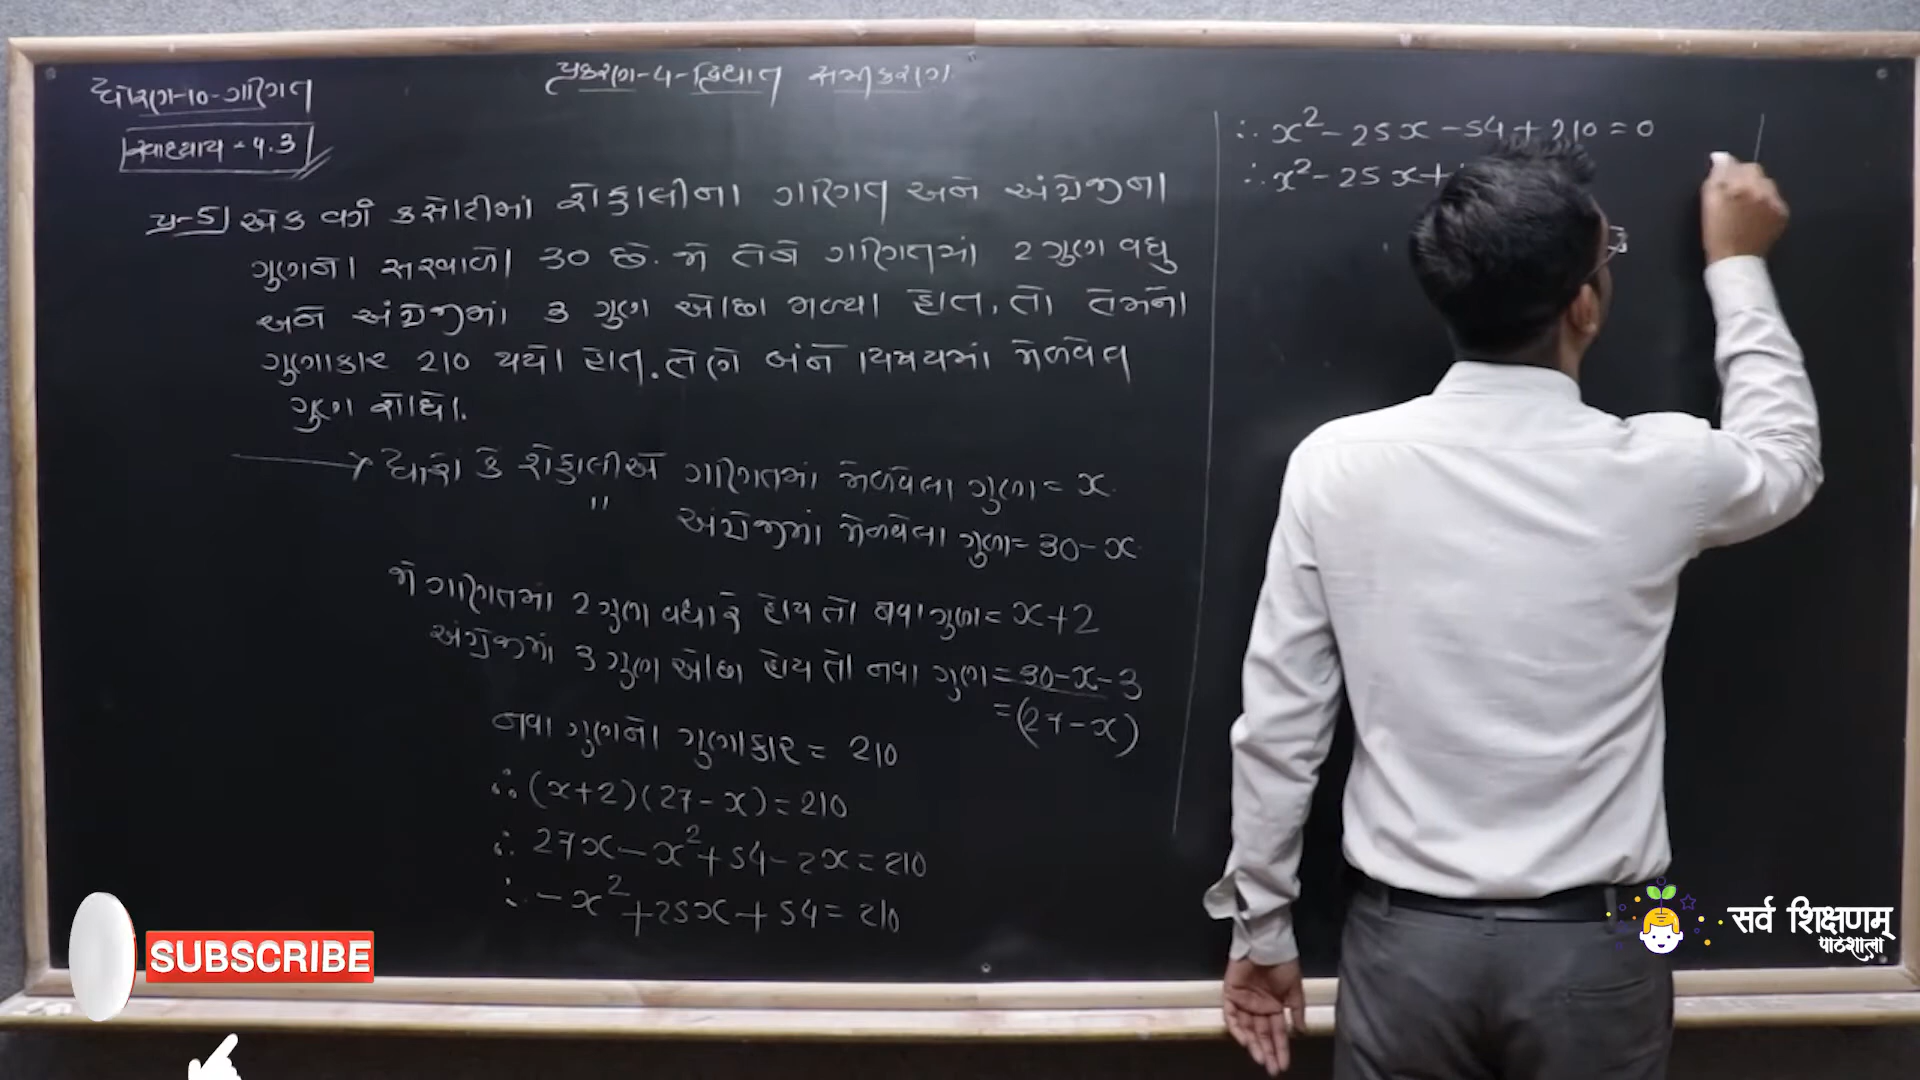 ધોરણ-10-ગણિત
પ્રકરણ-4-દ્વિઘાત સમીકરણ
સ્વાધ્યાય - 4.3
પ્ર-5) એક વર્ગ કસોટીમાં શેફાલીના ગણિત અને અંગ્રેજીના
ગુણનો સરવાળો 30 છે. જો તેને ગણિતમાં 2 ગુણ વધુ
અને અંગ્રેજીમાં 3 ગુણ ઓછા મળ્યા હોત, તો તેમનો
ગુણાકાર 210 થયો હોત. તેણે બંને વિષયમાં મેળવેલ
ગુણ શોધો.
→ ધારો કે શેફાલીએ ગણિતમાં મેળવેલા ગુણ = x
" અંગ્રેજીમાં મેળવેલા ગુણ = 30-x
જો ગણિતમાં 2 ગુણ વધારે હોય તો નવા ગુણ = x+2
અંગ્રેજીમાં 3 ગુણ ઓછા હોય તો નવા ગુણ = 30-x-3
= (27-x)
નવા ગુણનો ગુણાકાર = 210
∴ (x+2)(27-x) = 210
∴ 27x - x² + 54 - 2x = 210
∴ -x² + 25x + 54 = 210
∴ x² - 25x - 54 + 210 = 0
∴ x² - 25x +
SUBSCRIBE
सर्व शिक्षणम्
पाठशाला